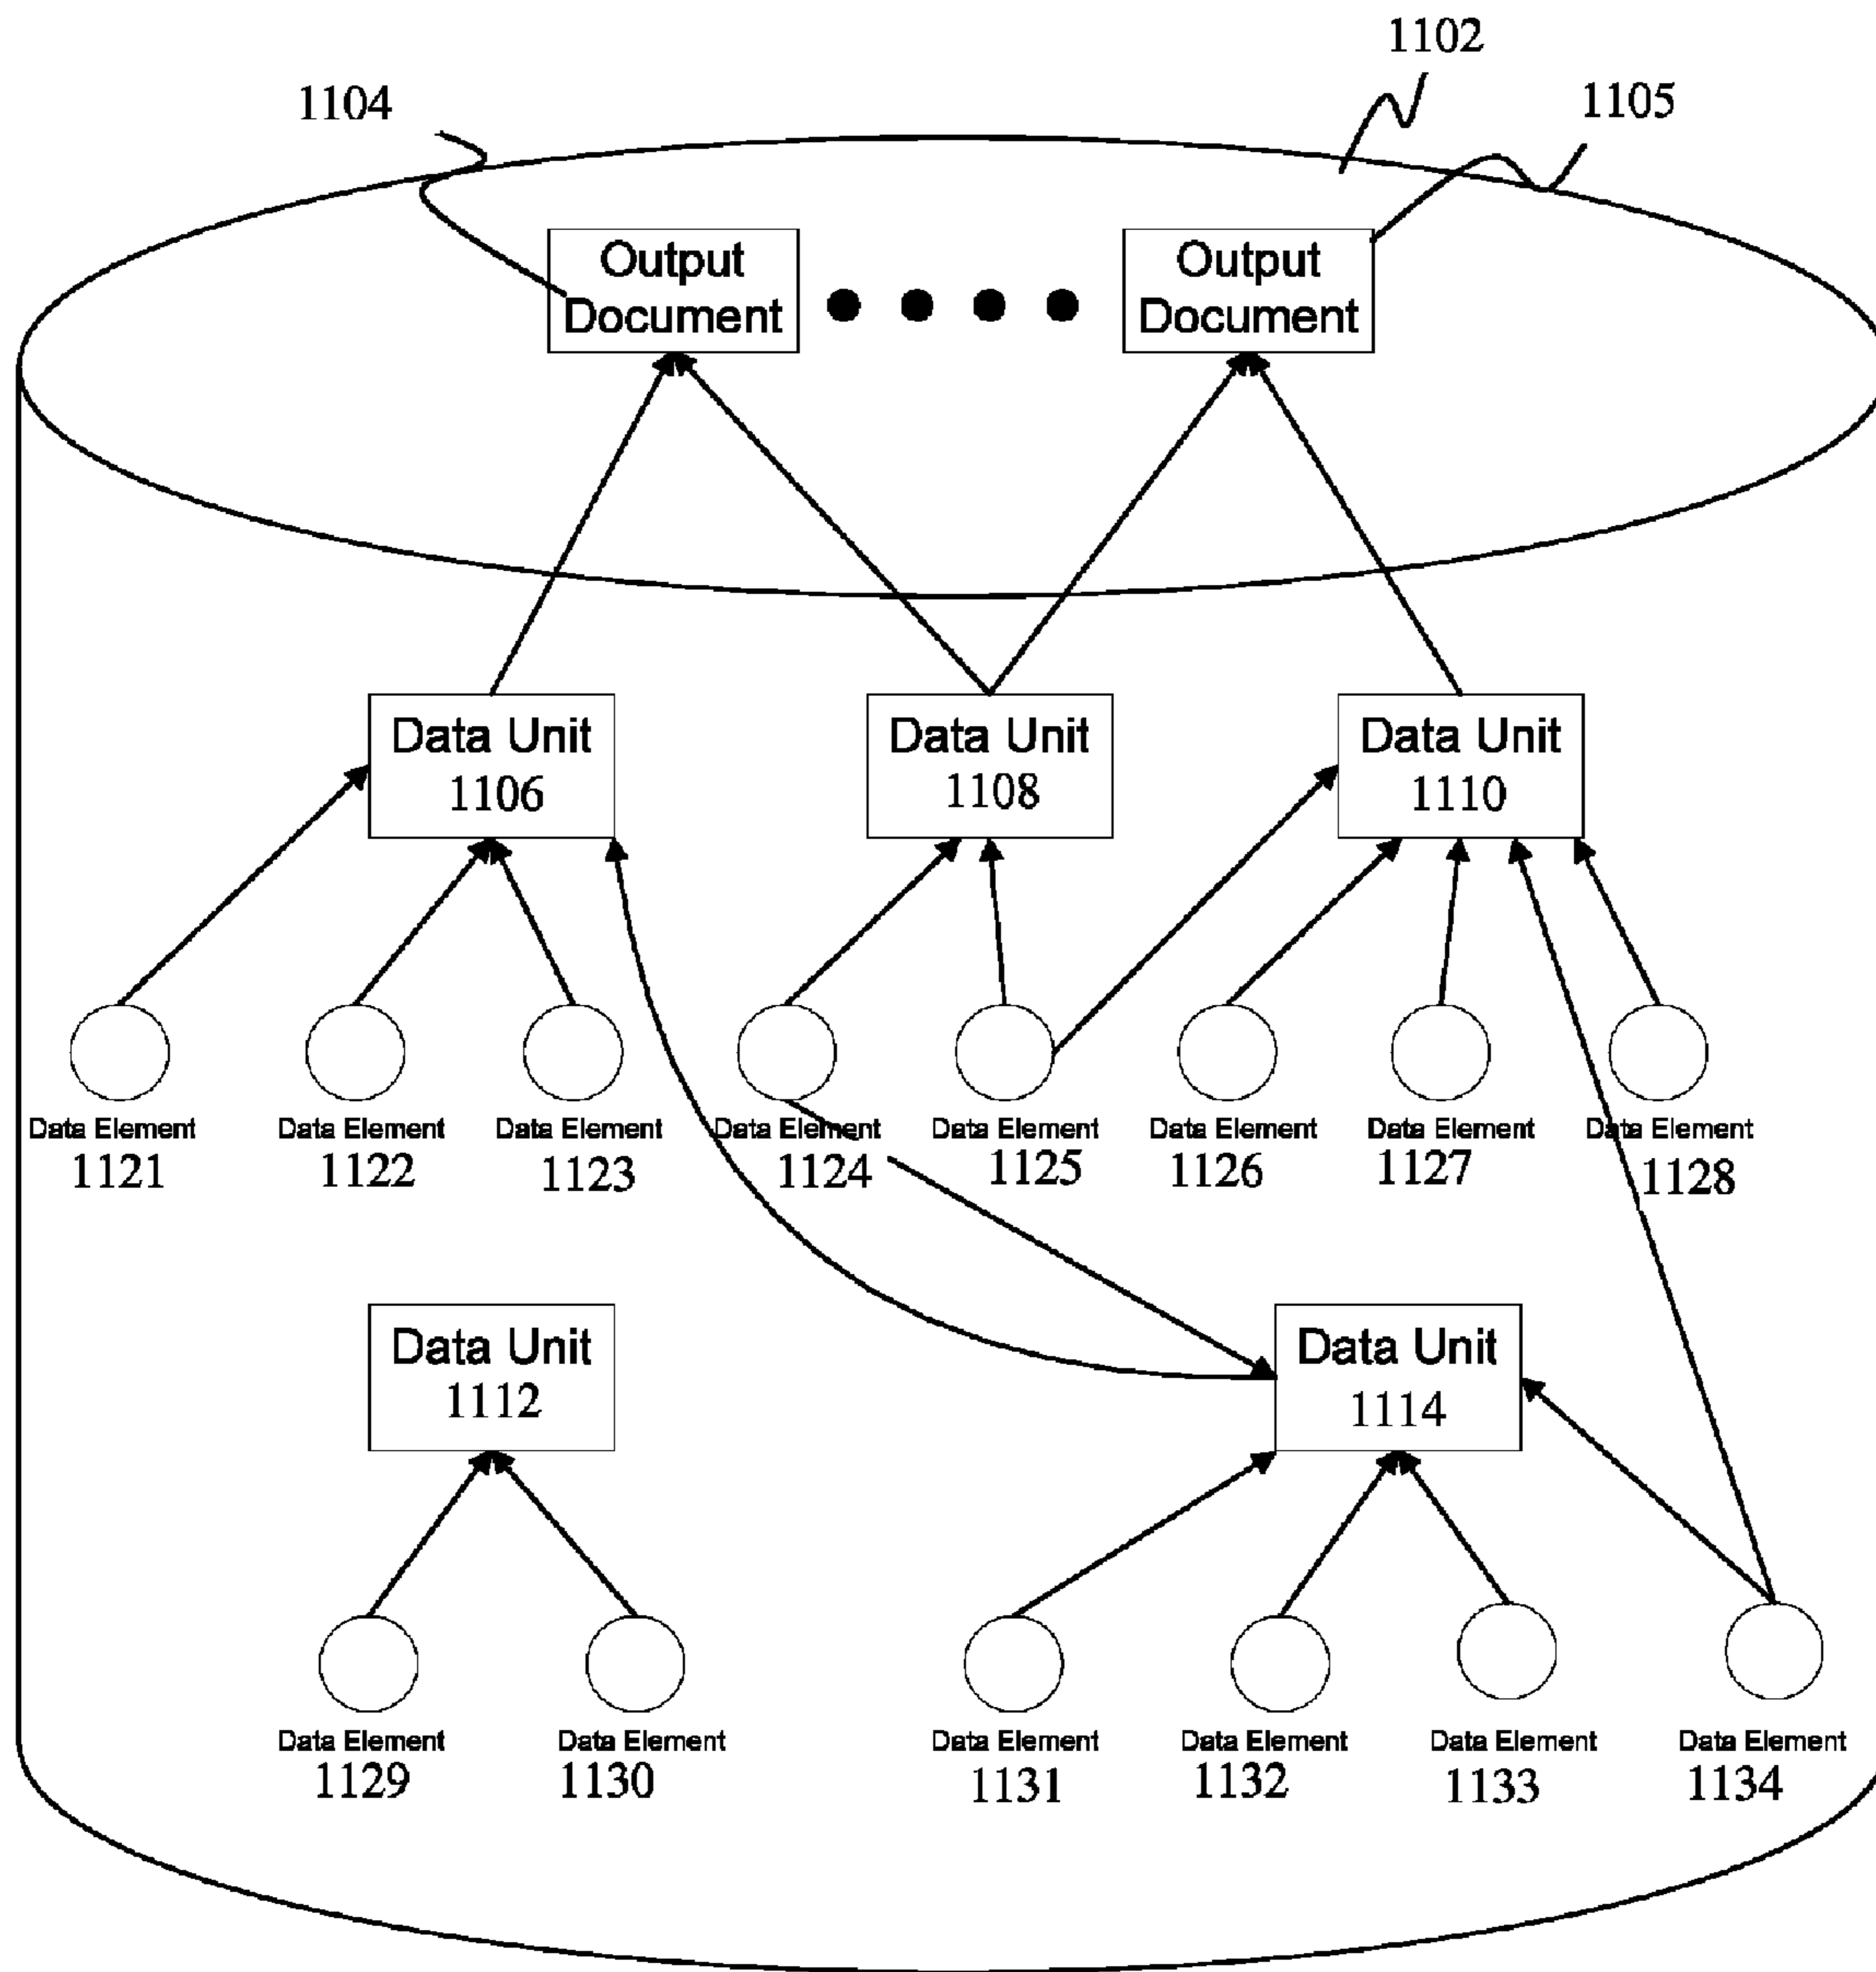 1102
1104
1105
Output
Document
Output
Document
Data Unit
1106
Data Unit
1108
Data Unit
1110
Data Element
1121
Data Element
1122
Data Element
1123
Data Element
1124
Data Element
1125
Data Element
1126
Data Element
1127
Data Element
1128
Data Unit
1112
Data Unit
1114
Data Element
1129
Data Element
1130
Data Element
1131
Data Element
1132
Data Element
1133
Data Element
1134